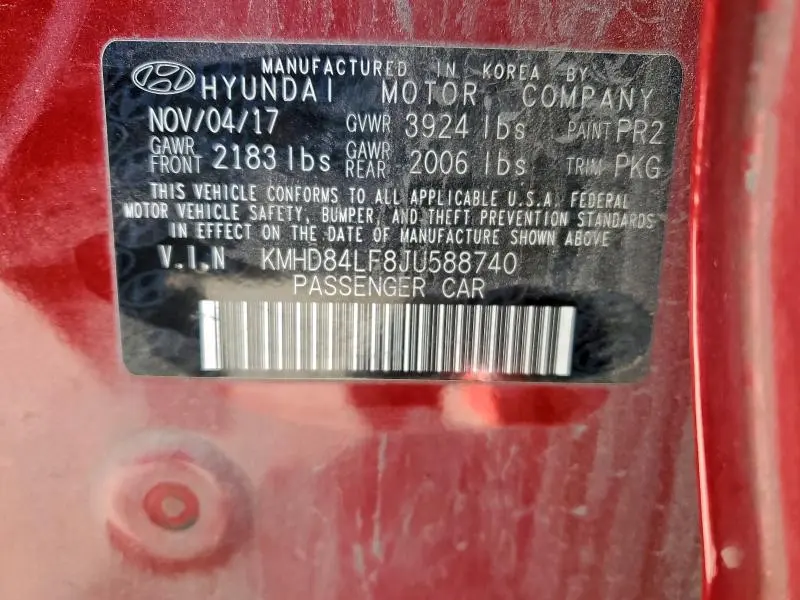 MANUFACTURED IN KOREA BY
HYUNDAI MOTOR COMPANY
NOV/04/17 GVWR 3924 lbs PAINT PR2
GAWR FRONT 2183 lbs GAWR REAR 2006 lbs TRIM PKG
THIS VEHICLE CONFORMS TO ALL APPLICABLE U.S.A. FEDERAL
MOTOR VEHICLE SAFETY, BUMPER, AND THEFT PREVENTION STANDARDS
IN EFFECT ON THE DATE OF MANUFACTURE SHOWN ABOVE.
V.I.N KMHD84LF8JU588740
PASSENGER CAR